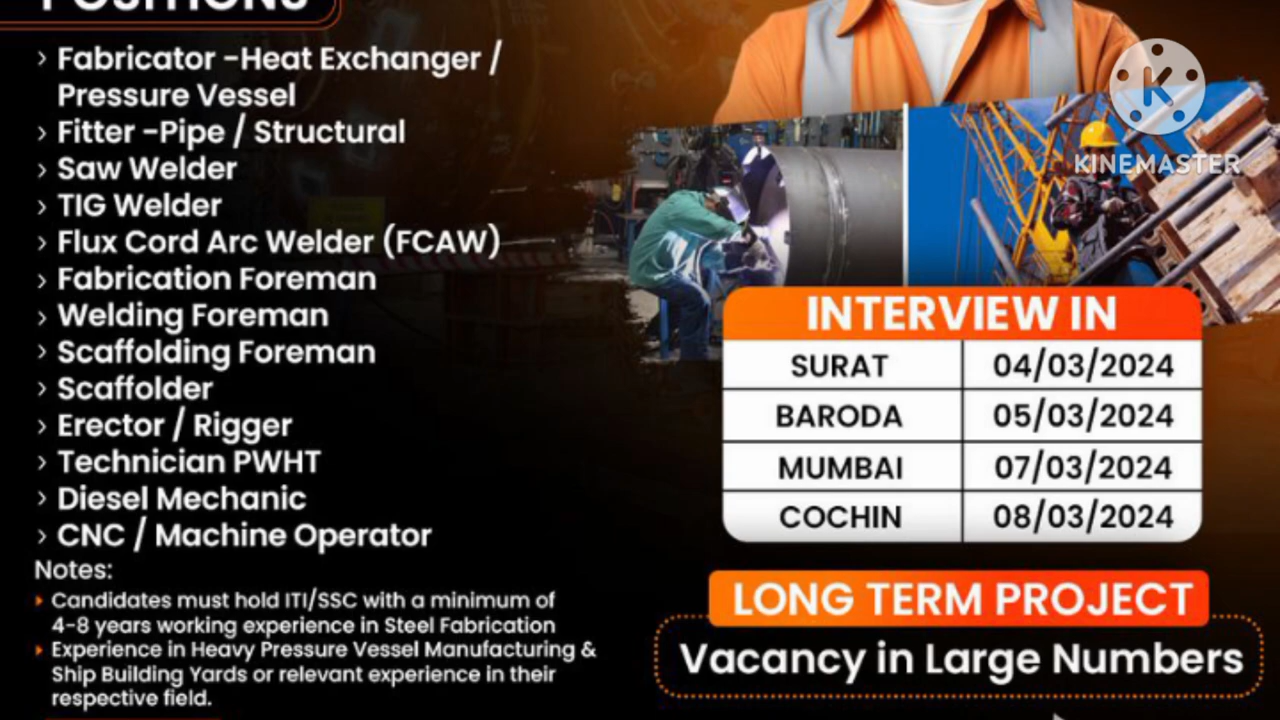 POSITIONS
› Fabricator -Heat Exchanger /
Pressure Vessel
› Fitter -Pipe / Structural
› Saw Welder
› TIG Welder
› Flux Cord Arc Welder (FCAW)
› Fabrication Foreman
› Welding Foreman
› Scaffolding Foreman
› Scaffolder
› Erector / Rigger
› Technician PWHT
› Diesel Mechanic
› CNC / Machine Operator
Notes:
Candidates must hold ITI/SSC with a minimum of
4-8 years working experience in Steel Fabrication
Experience in Heavy Pressure Vessel Manufacturing &
Ship Building Yards or relevant experience in their
respective field.
K
KINEMASTER
INTERVIEW IN
SURAT 04/03/2024
BARODA 05/03/2024
MUMBAI 07/03/2024
COCHIN 08/03/2024
LONG TERM PROJECT
Vacancy in Large Numbers